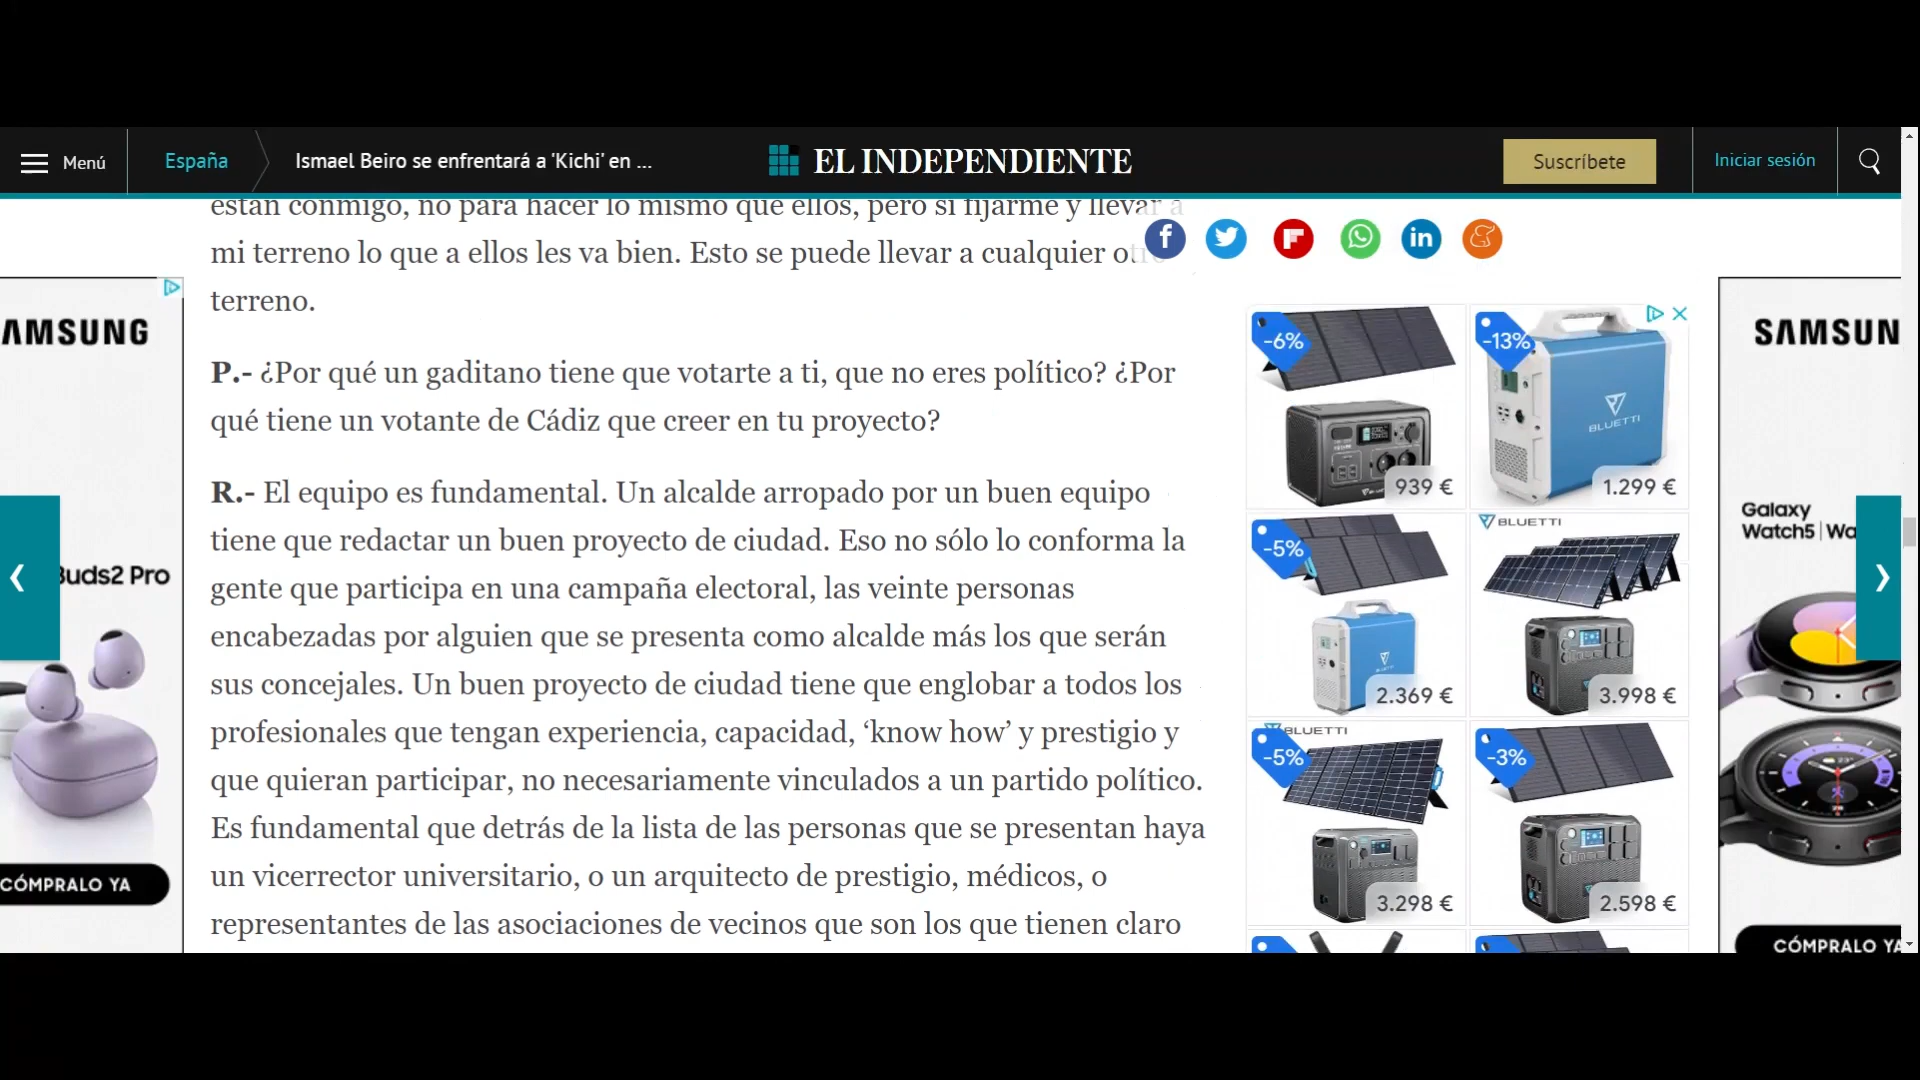 Menú
España
Ismael Beiro se enfrentará a 'Kichi' en ...
EL INDEPENDIENTE
Suscríbete
Iniciar sesión
están conmigo, no para hacer lo mismo que ellos, pero sí fijarme y llevar a
mi terreno lo que a ellos les va bien. Esto se puede llevar a cualquier otro
terreno.
P.- ¿Por qué un gaditano tiene que votarte a ti, que no eres político? ¿Por
qué tiene un votante de Cádiz que creer en tu proyecto?
R.- El equipo es fundamental. Un alcalde arropado por un buen equipo
tiene que redactar un buen proyecto de ciudad. Eso no sólo lo conforma la
gente que participa en una campaña electoral, las veinte personas
encabezadas por alguien que se presenta como alcalde más los que serán
sus concejales. Un buen proyecto de ciudad tiene que englobar a todos los
profesionales que tengan experiencia, capacidad, ‘know how’ y prestigio y
que quieran participar, no necesariamente vinculados a un partido político.
Es fundamental que detrás de la lista de las personas que se presentan haya
un vicerrector universitario, o un arquitecto de prestigio, médicos, o
representantes de las asociaciones de vecinos que son los que tienen claro
AMSUNG
Buds2 Pro
CÓMPRALO YA
-6%
939 €
-13%
BLUETTI
1.299 €
-5%
2.369 €
BLUETTI
3.998 €
BLUETTI
-5%
3.298 €
-3%
2.598 €
SAMSUN
Galaxy
Watch5 | Wa
CÓMPRALO YA